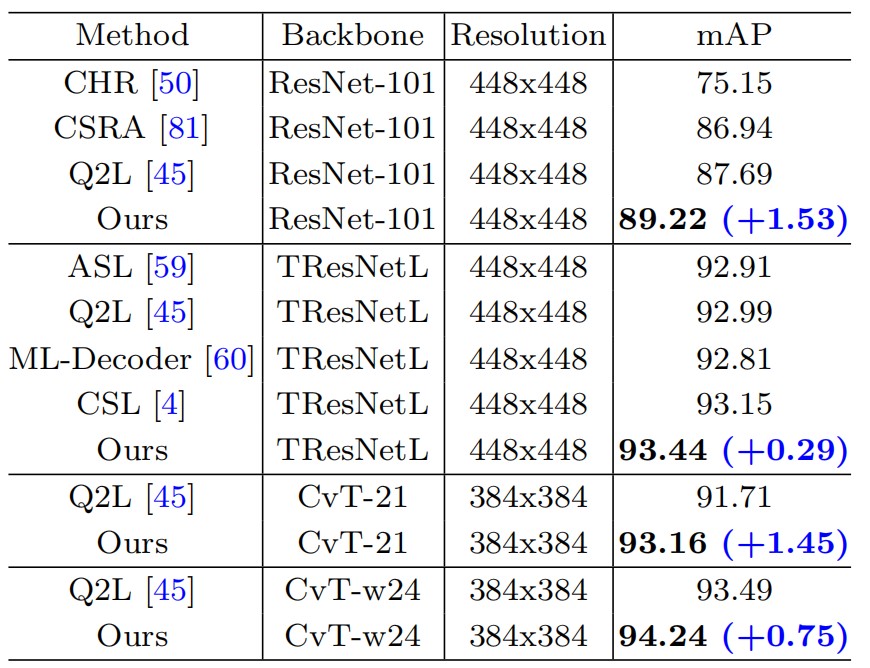 Method Backbone Resolution mAP
CHR [50] ResNet-101 448x448 75.15
CSRA [81] ResNet-101 448x448 86.94
Q2L [45] ResNet-101 448x448 87.69
Ours ResNet-101 448x448 89.22 (+1.53)
ASL [59] TResNetL 448x448 92.91
Q2L [45] TResNetL 448x448 92.99
ML-Decoder [60] TResNetL 448x448 92.81
CSL [4] TResNetL 448x448 93.15
Ours TResNetL 448x448 93.44 (+0.29)
Q2L [45] CvT-21 384x384 91.71
Ours CvT-21 384x384 93.16 (+1.45)
Q2L [45] CvT-w24 384x384 93.49
Ours CvT-w24 384x384 94.24 (+0.75)